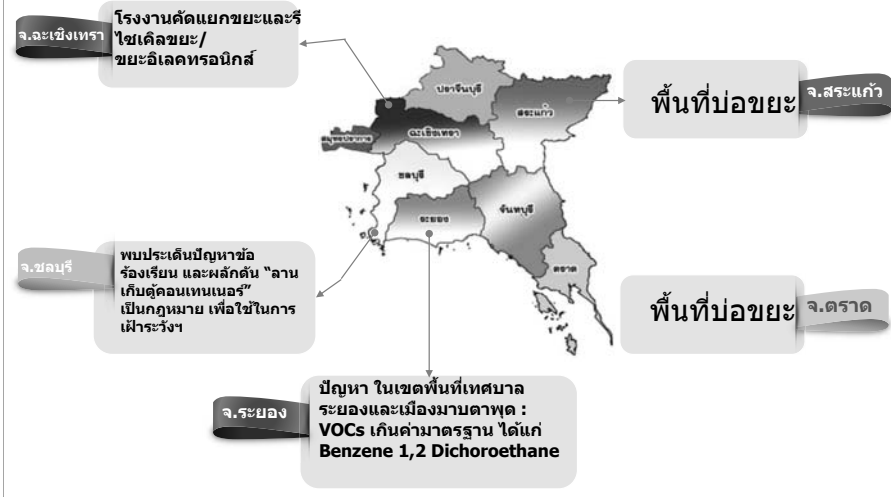 จ.ฉะเชิงเทรา
โรงงานคัดแยกขยะและรี
ไซเคิลขยะ/
ขยะอิเลคทรอนิกส์
ปราจีนบุรี
สระแก้ว
สมุทรปราการ
ฉะเชิงเทรา
ชลบุรี
ระยอง
จันทบุรี
ตราด
พื้นที่บ่อขยะ
จ.สระแก้ว
จ.ชลบุรี
พบประเด็นปัญหาข้อ
ร้องเรียน และผลักดัน “ลาน
เก็บตู้คอนเทนเนอร์”
เป็นกฎหมาย เพื่อใช้ในการ
เฝ้าระวังฯ
พื้นที่บ่อขยะ
จ.ตราด
จ.ระยอง
ปัญหา ในเขตพื้นที่เทศบาล
ระยองและเมืองมาบตาพุด :
VOCs เกินค่ามาตรฐาน ได้แก่
Benzene 1,2 Dichoroethane